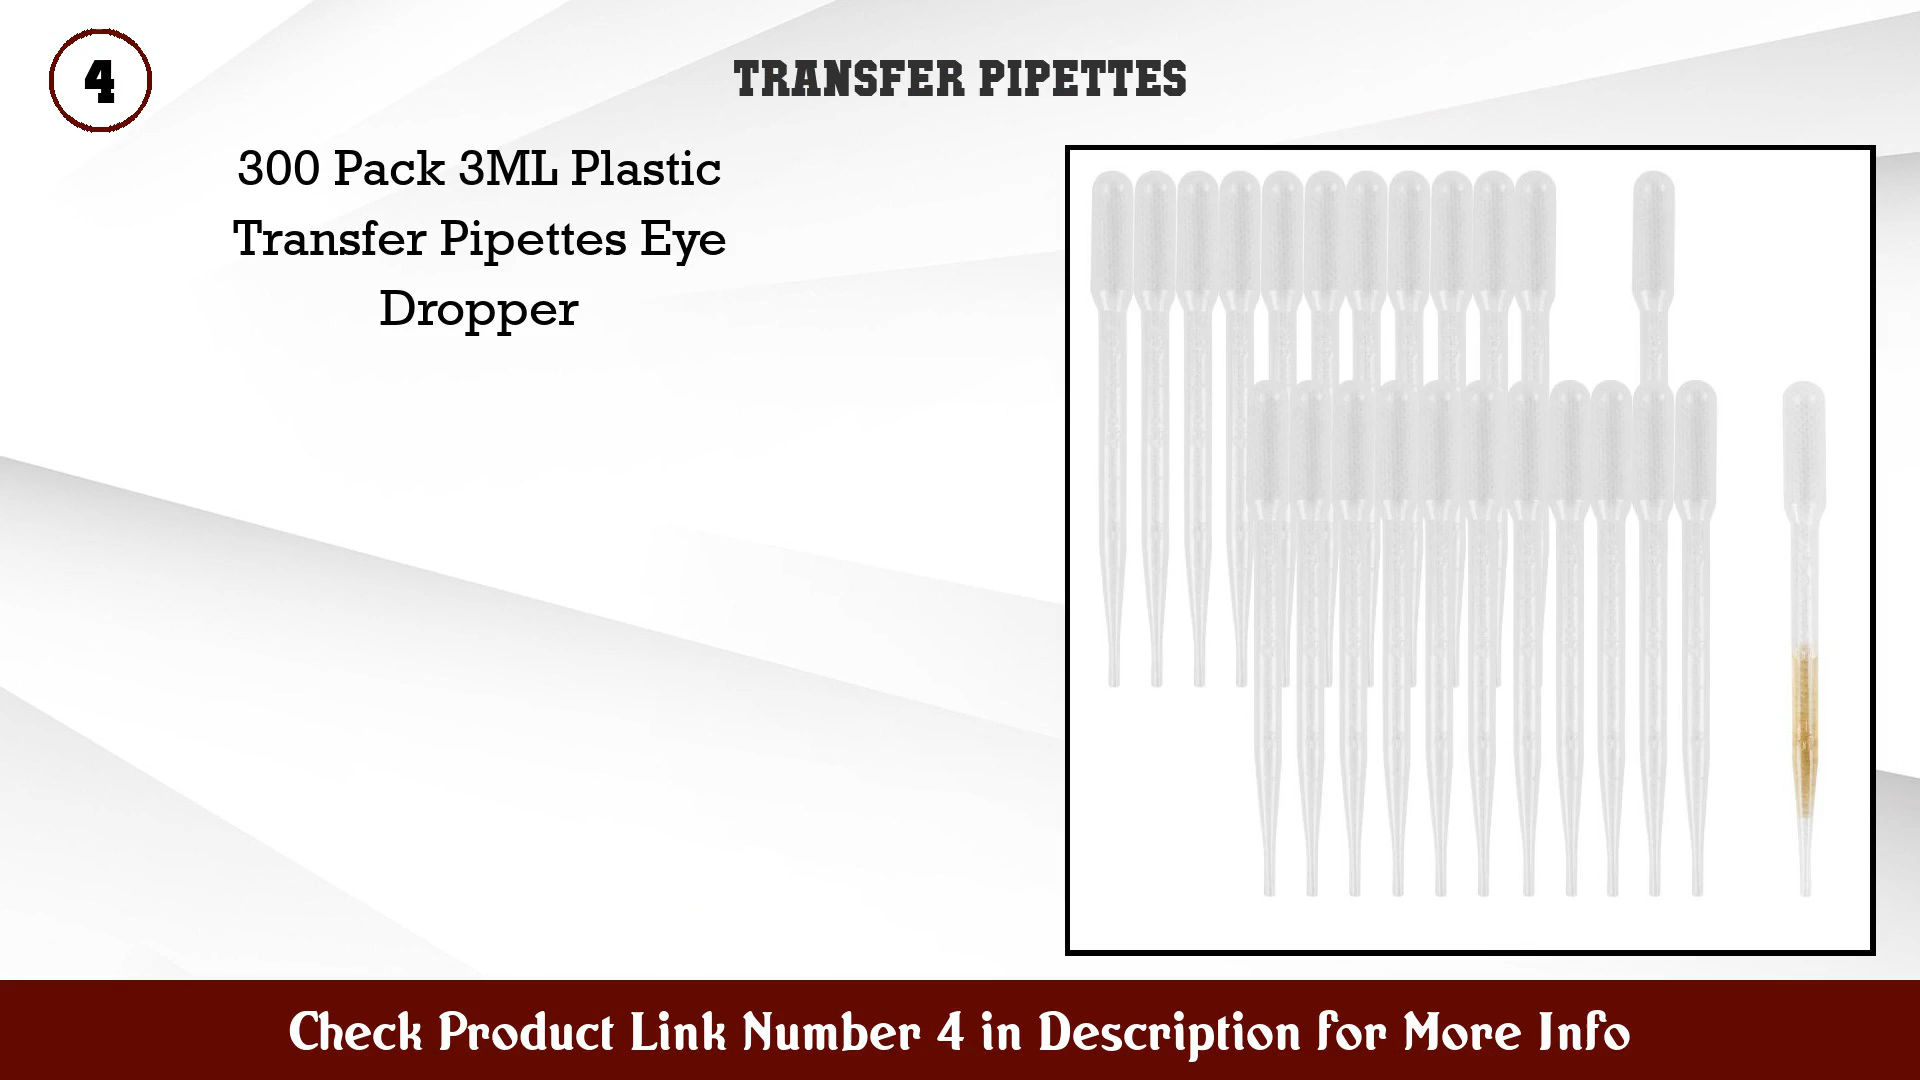 4
TRANSFER PIPETTES
300 Pack 3ML Plastic
Transfer Pipettes Eye
Dropper
Check Product Link Number 4 in Description for More Info